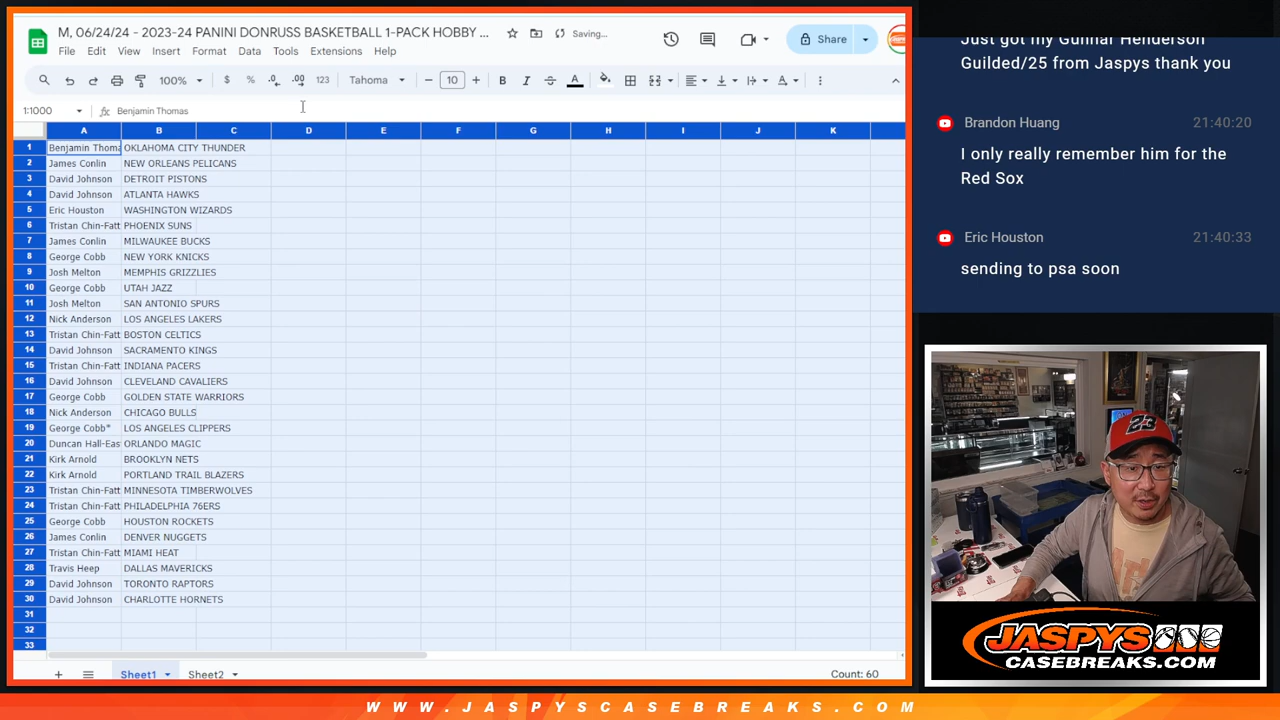 M, 06/24/24 - 2023-24 PANINI DONRUSS BASKETBALL 1-PACK HOBBY ...
Saving...
File Edit View Insert Format Data Tools Extensions Help
Share
100%
$ % .0 .00 123
Tahoma
10
B I S A
1:1000
fx Benjamin Thomas
A B C D E F G H I J K
1 Benjamin Thoma OKLAHOMA CITY THUNDER
2 James Conlin NEW ORLEANS PELICANS
3 David Johnson DETROIT PISTONS
4 David Johnson ATLANTA HAWKS
5 Eric Houston WASHINGTON WIZARDS
6 Tristan Chin-Fatt PHOENIX SUNS
7 James Conlin MILWAUKEE BUCKS
8 George Cobb NEW YORK KNICKS
9 Josh Melton MEMPHIS GRIZZLIES
10 George Cobb UTAH JAZZ
11 Josh Melton SAN ANTONIO SPURS
12 Nick Anderson LOS ANGELES LAKERS
13 Tristan Chin-Fatt BOSTON CELTICS
14 David Johnson SACRAMENTO KINGS
15 Tristan Chin-Fatt INDIANA PACERS
16 David Johnson CLEVELAND CAVALIERS
17 George Cobb GOLDEN STATE WARRIORS
18 Nick Anderson CHICAGO BULLS
19 George Cobb* LOS ANGELES CLIPPERS
20 Duncan Hall-Eas ORLANDO MAGIC
21 Kirk Arnold BROOKLYN NETS
22 Kirk Arnold PORTLAND TRAIL BLAZERS
23 Tristan Chin-Fatt MINNESOTA TIMBERWOLVES
24 Tristan Chin-Fatt PHILADELPHIA 76ERS
25 George Cobb HOUSTON ROCKETS
26 James Conlin DENVER NUGGETS
27 Tristan Chin-Fatt MIAMI HEAT
28 Travis Heep DALLAS MAVERICKS
29 David Johnson TORONTO RAPTORS
30 David Johnson CHARLOTTE HORNETS
31
32
33
Sheet1 Sheet2
Count: 60
Just got my Gunnar Henderson
Guilded/25 from Jaspys thank you
Brandon Huang 21:40:20
I only really remember him for the
Red Sox
Eric Houston 21:40:33
sending to psa soon
23
JASPYS
CASEBREAKS.COM
WWW.JASPYSCASEBREAKS.COM